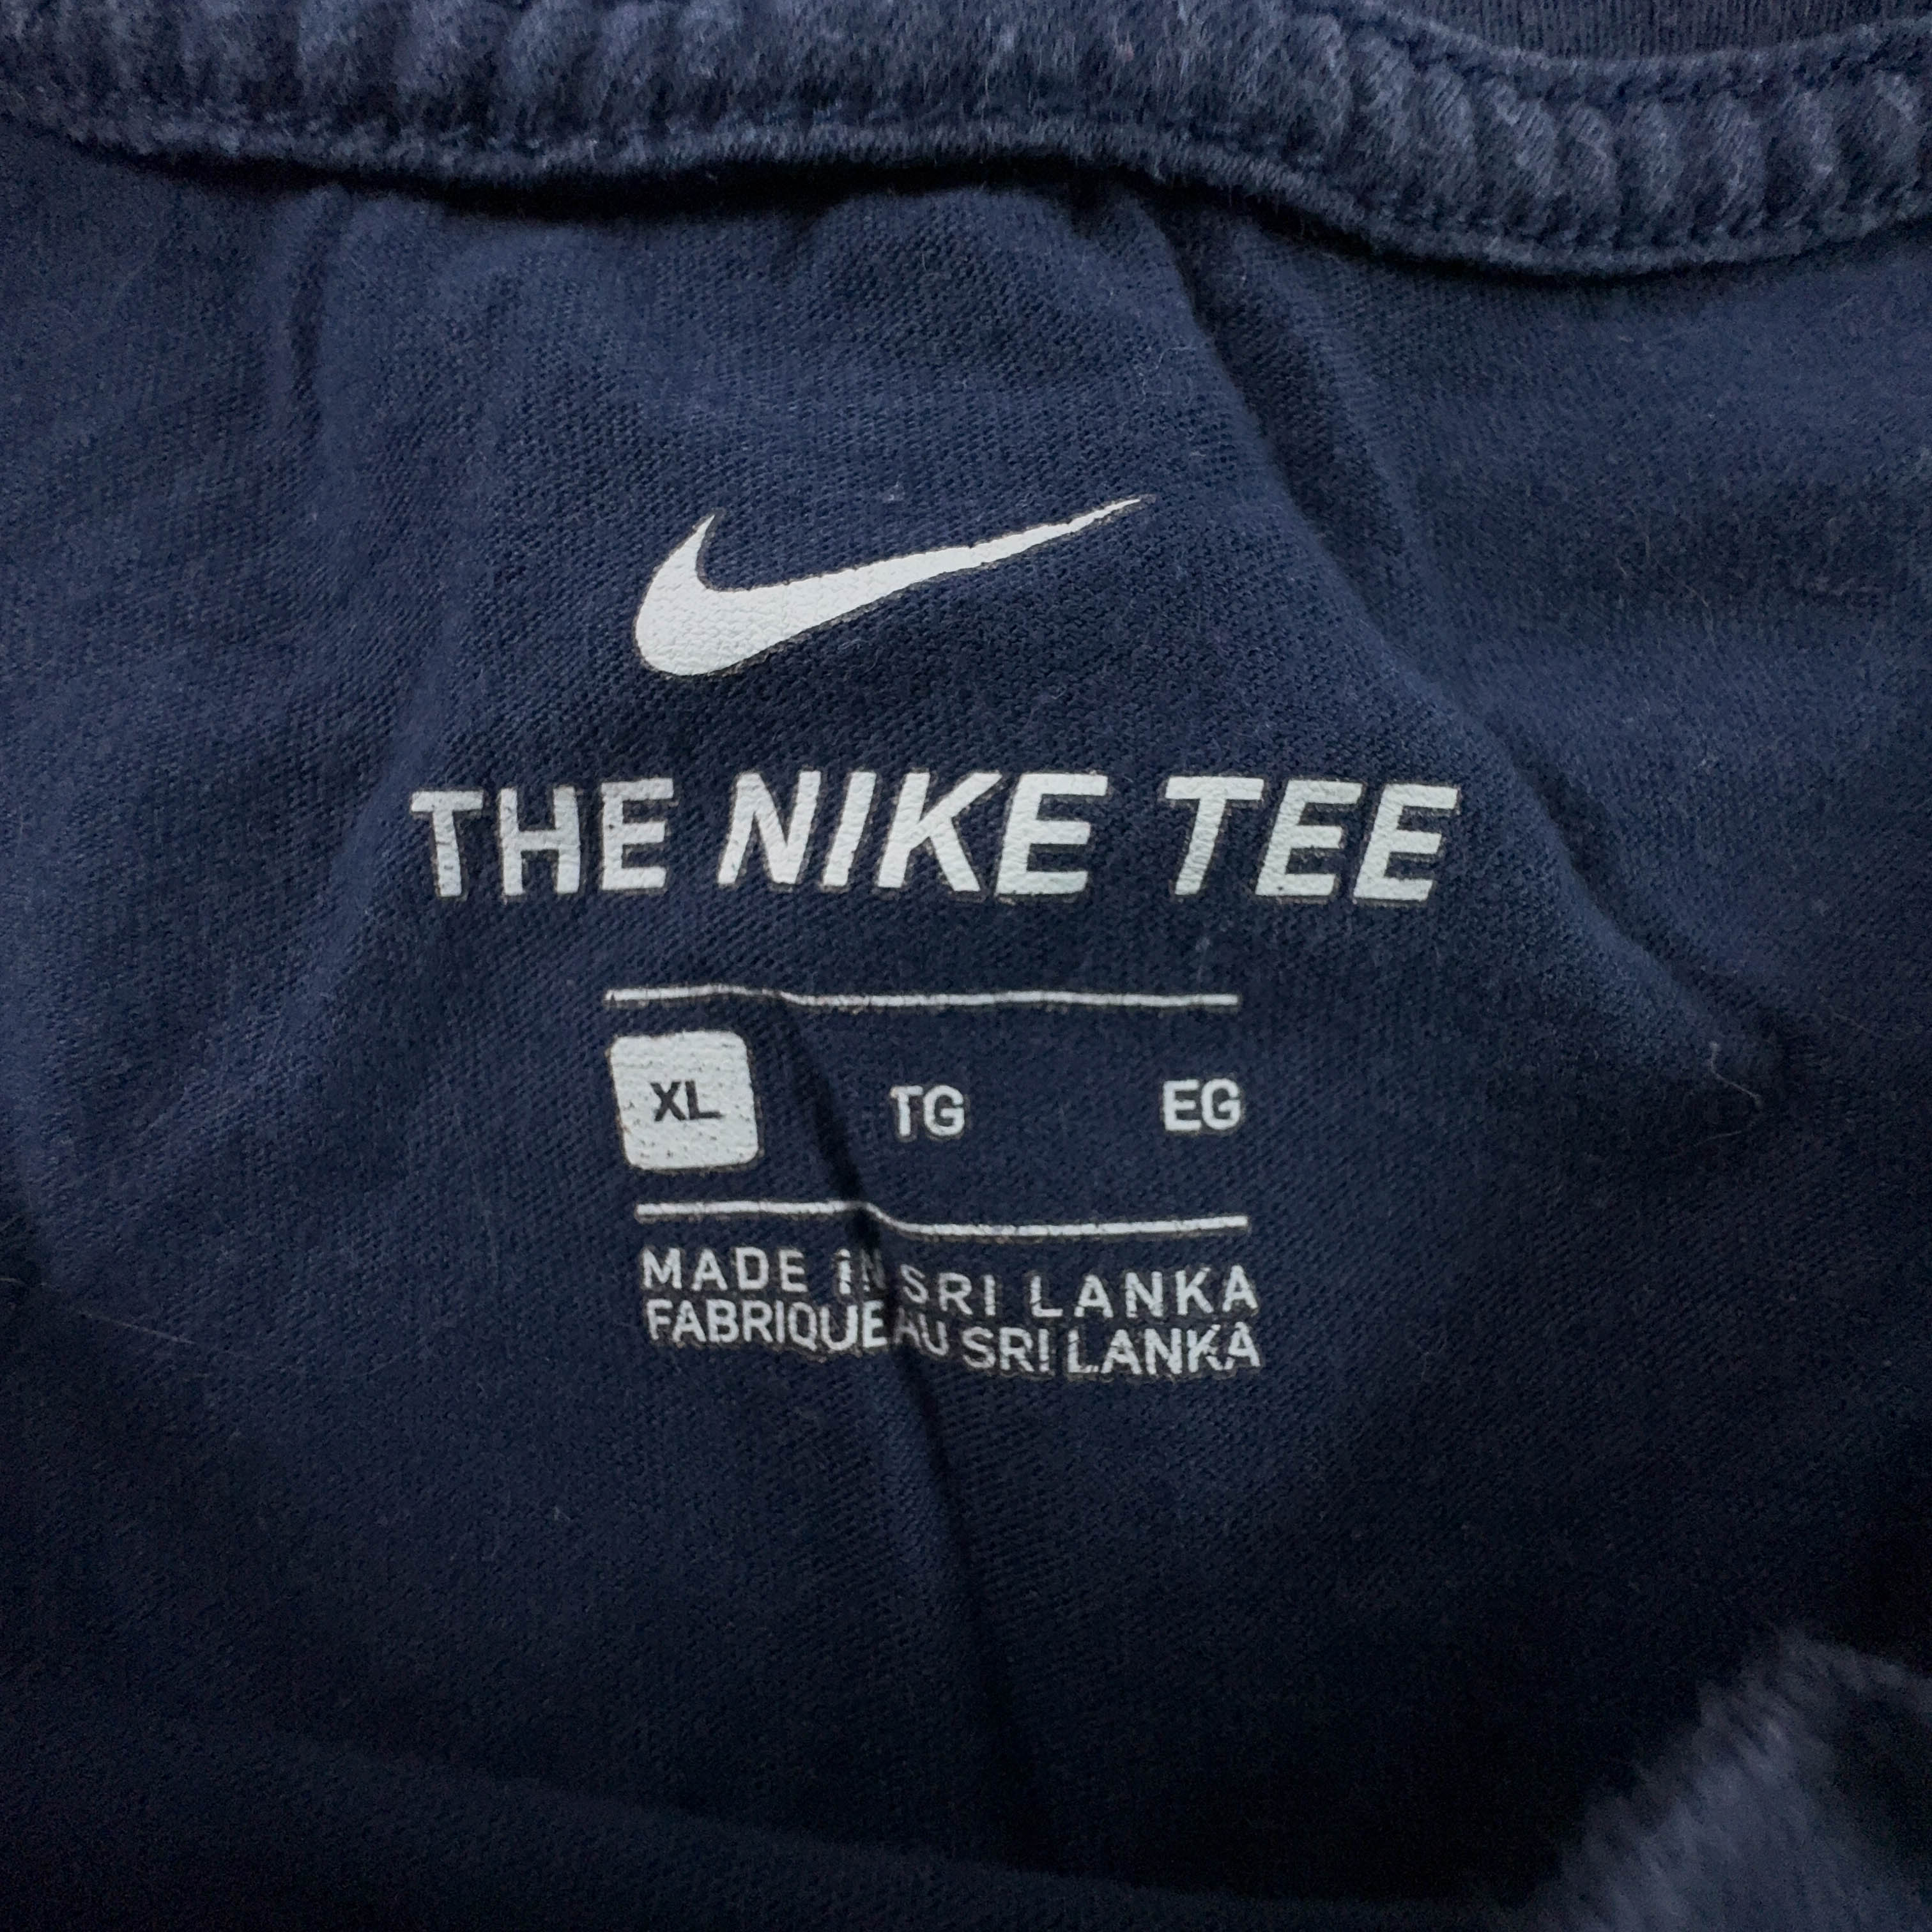 THE NIKE TEE
XL TG EG
MADE IN SRI LANKA
FABRIQUE AU SRI LANKA